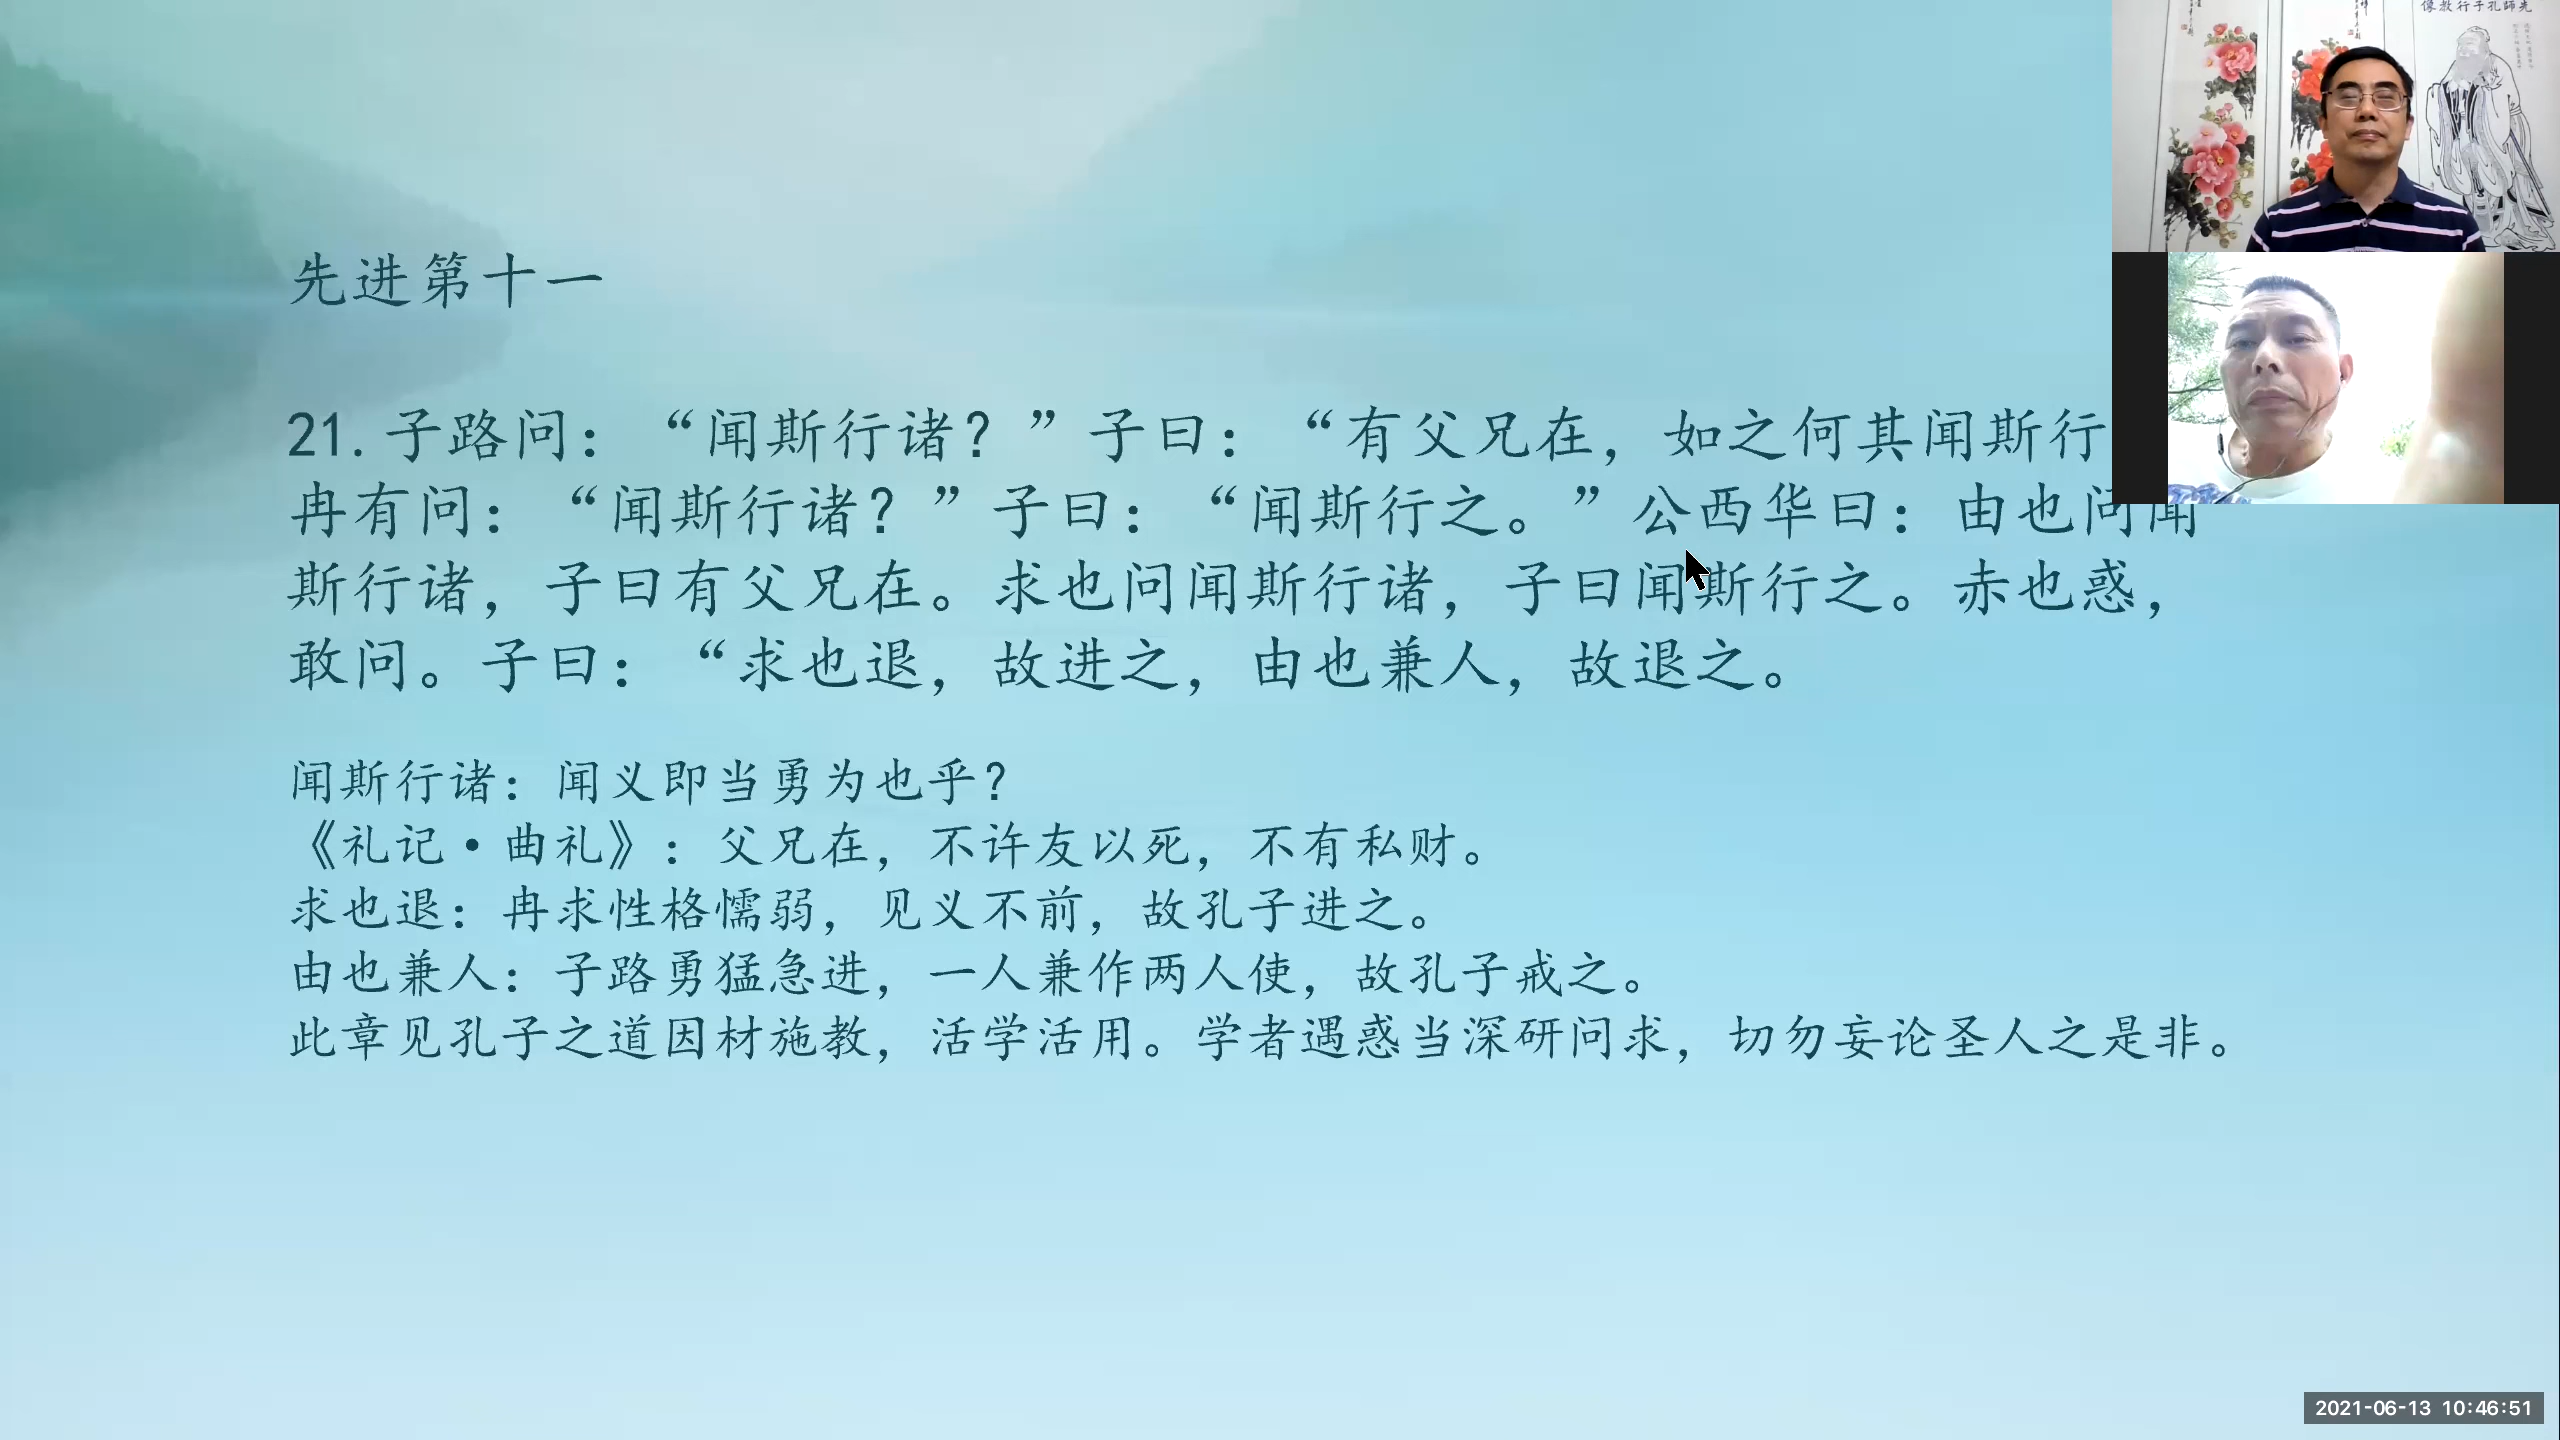 先进第十一
21. 子路问：“闻斯行诸？”子曰：“有父兄在，如之何其闻斯行
冉有问：“闻斯行诸？”子曰：“闻斯行之。”公西华曰：由也问闻
斯行诸，子曰有父兄在。求也问闻斯行诸，子曰闻斯行之。赤也惑，
敢问。子曰：“求也退，故进之，由也兼人，故退之。
闻斯行诸：闻义即当勇为也乎？
《礼记·曲礼》：父兄在，不许友以死，不有私财。
求也退：冉求性格懦弱，见义不前，故孔子进之。
由也兼人：子路勇猛急进，一人兼作两人使，故孔子戒之。
此章见孔子之道因材施教，活学活用。学者遇惑当深研问求，切勿妄论圣人之是非。
像教行子孔師先
2021-06-13 10:46:51